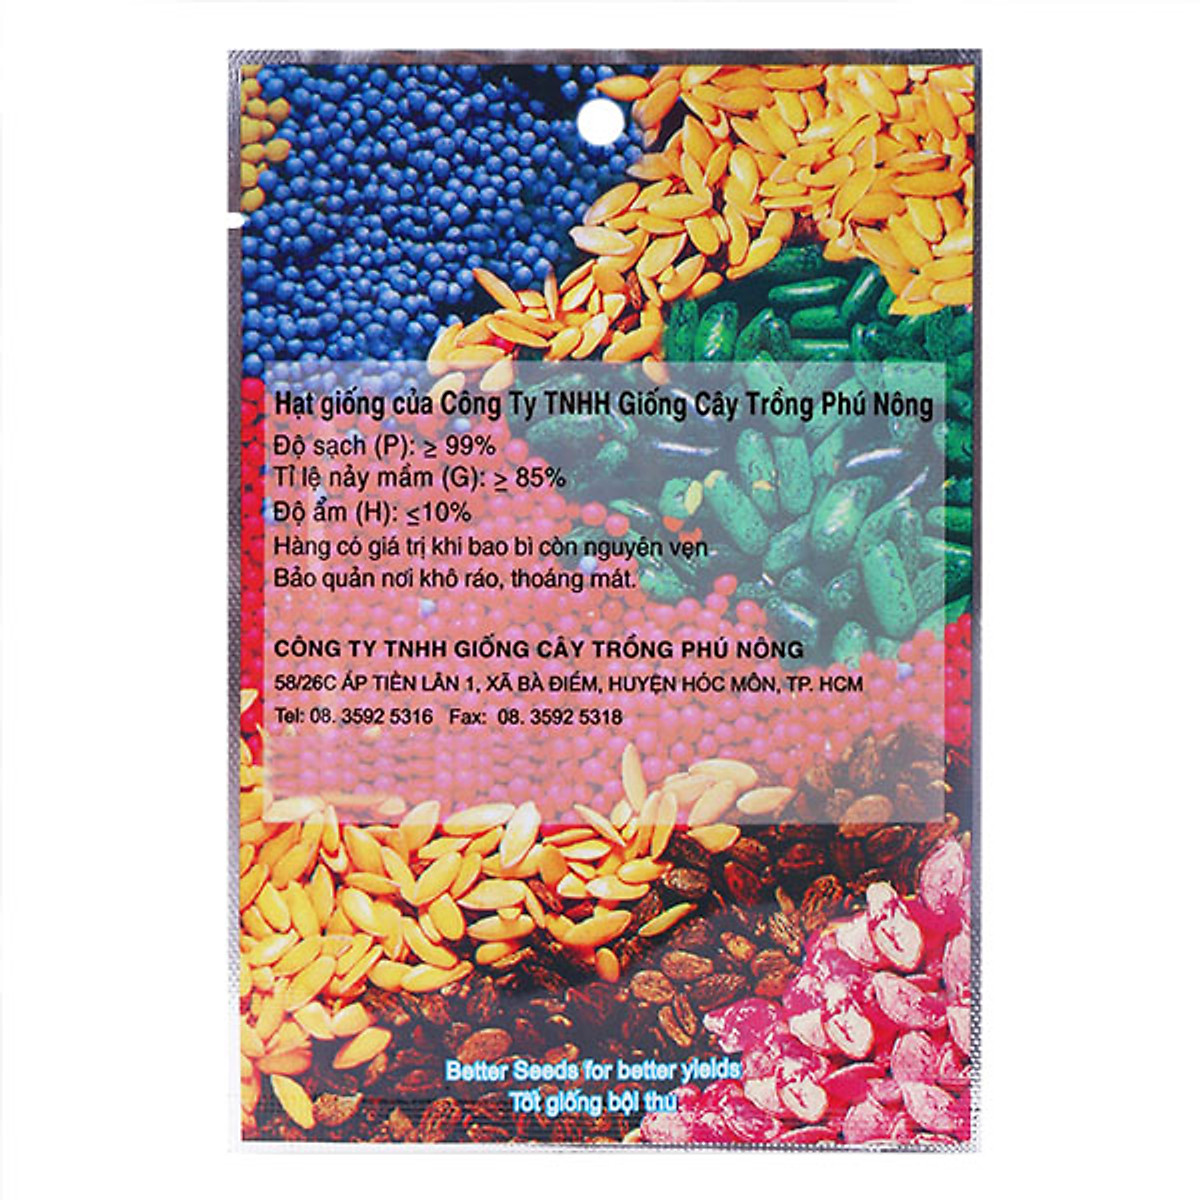 Hạt giống của Công Ty TNHH Giống Cây Trồng Phú Nông
Độ sạch (P): ≥ 99%
Tỉ lệ nảy mầm (G): ≥ 85%
Độ ẩm (H): ≤10%
Hàng có giá trị khi bao bì còn nguyên vẹn
Bảo quản nơi khô ráo, thoáng mát.
CÔNG TY TNHH GIỐNG CÂY TRỒNG PHÚ NÔNG
58/26C ẤP TIỀN LÂN 1, XÃ BÀ ĐIỂM, HUYỆN HÓC MÔN, TP. HCM
Tel: 08. 3592 5316 Fax: 08. 3592 5318
Better Seeds for better yields
Tốt giống bội thu